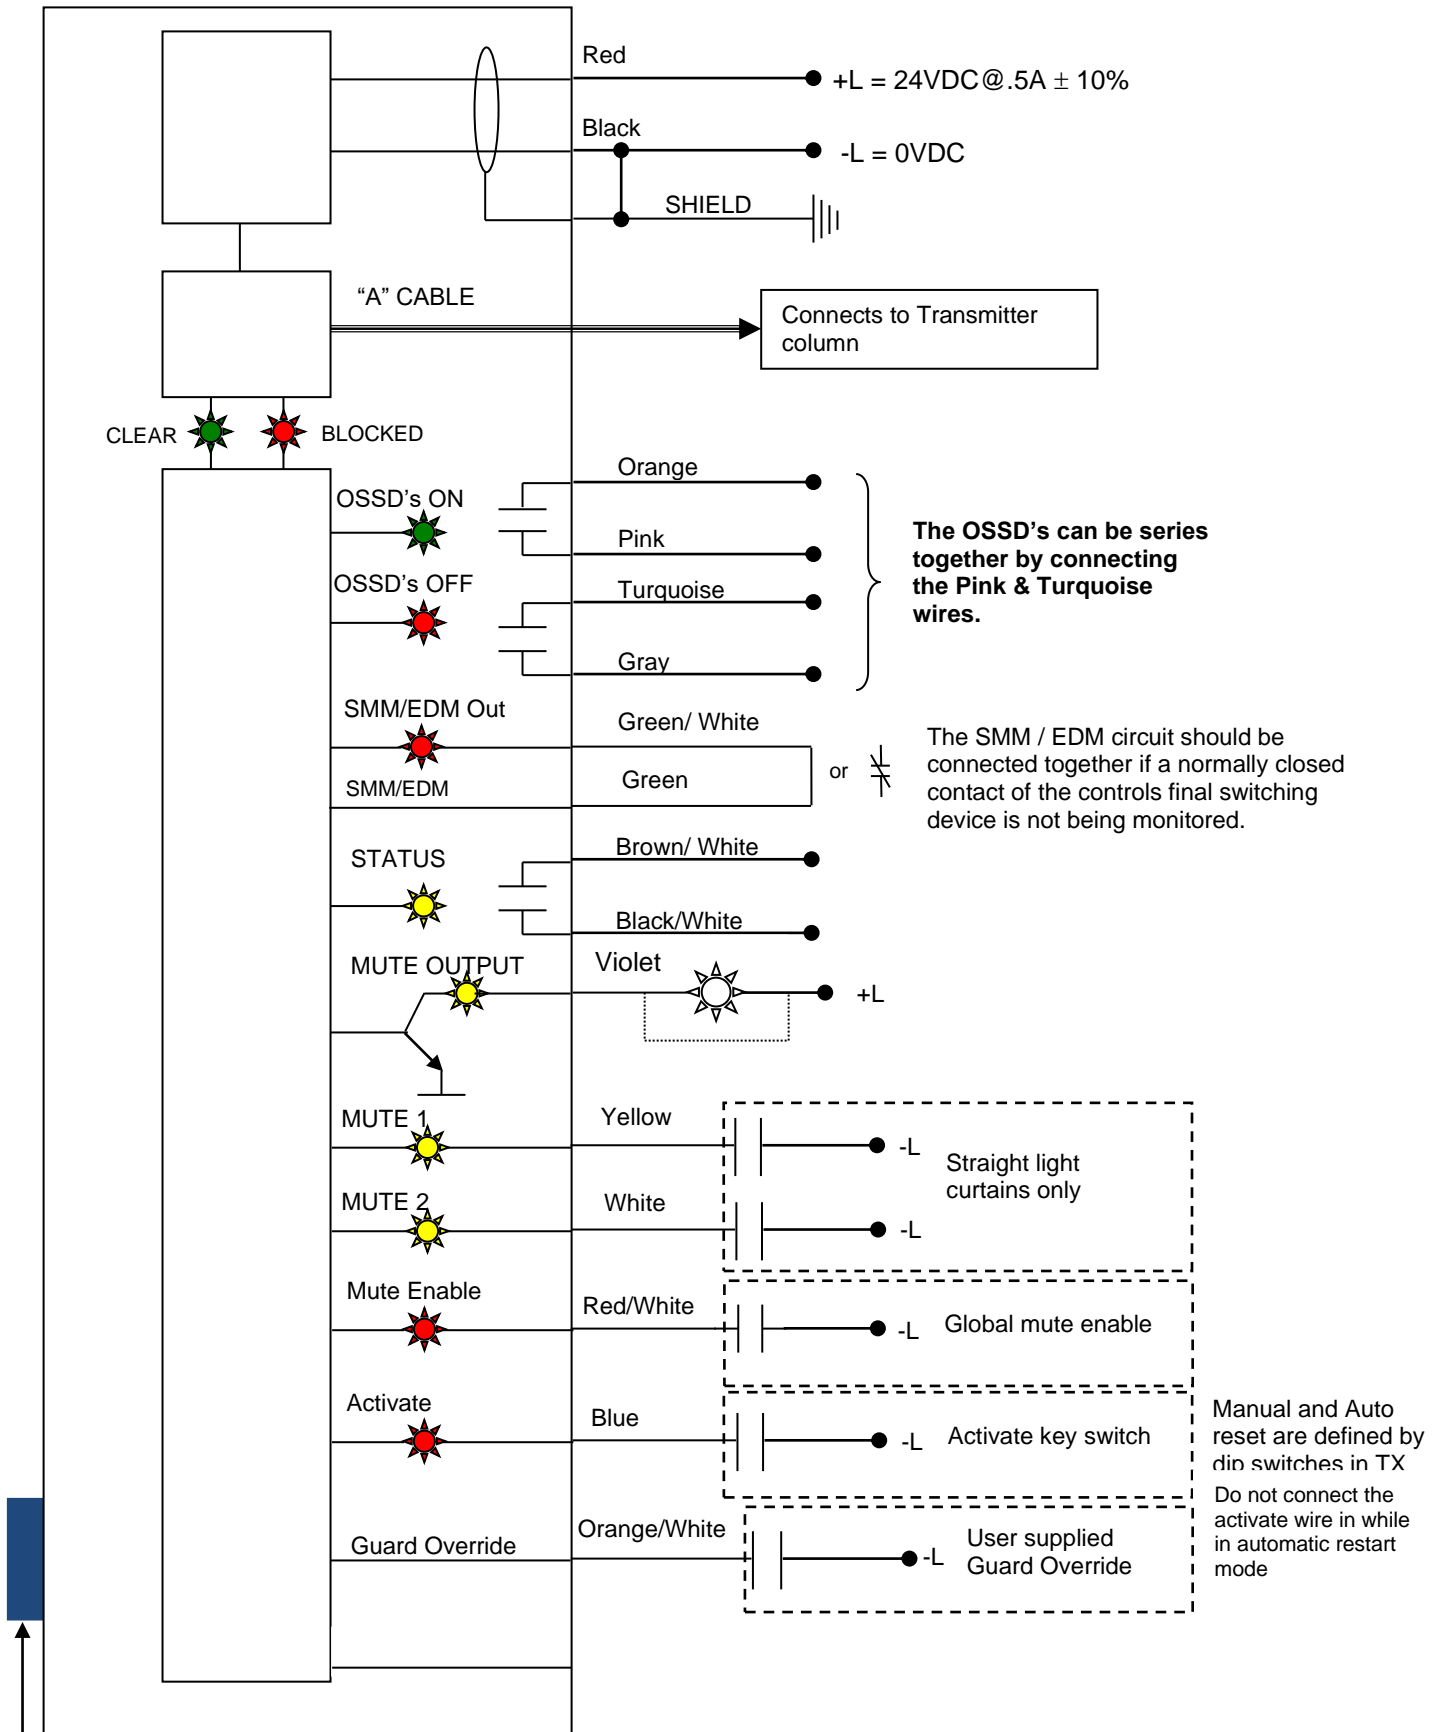 Red
+L = 24VDC@.5A ± 10%
Black
-L = 0VDC
SHIELD
“A” CABLE
Connects to Transmitter
column
CLEAR
BLOCKED
Orange
OSSD’s ON
Pink
The OSSD’s can be series
together by connecting
the Pink & Turquoise
wires.
OSSD’s OFF
Turquoise
Gray
SMM/EDM Out
Green/ White
or
Green
SMM/EDM
The SMM / EDM circuit should be
connected together if a normally closed
contact of the controls final switching
device is not being monitored.
STATUS
Brown/ White
Black/White
MUTE OUTPUT
Violet
+L
MUTE 1
Yellow
-L
Straight light
curtains only
MUTE 2
White
-L
Mute Enable
Red/White
-L
Global mute enable
Activate
Blue
-L
Activate key switch
Manual and Auto
reset are defined by
dip switches in TX
Do not connect the
activate wire in while
in automatic restart
mode
Guard Override
Orange/White
-L
User supplied
Guard Override